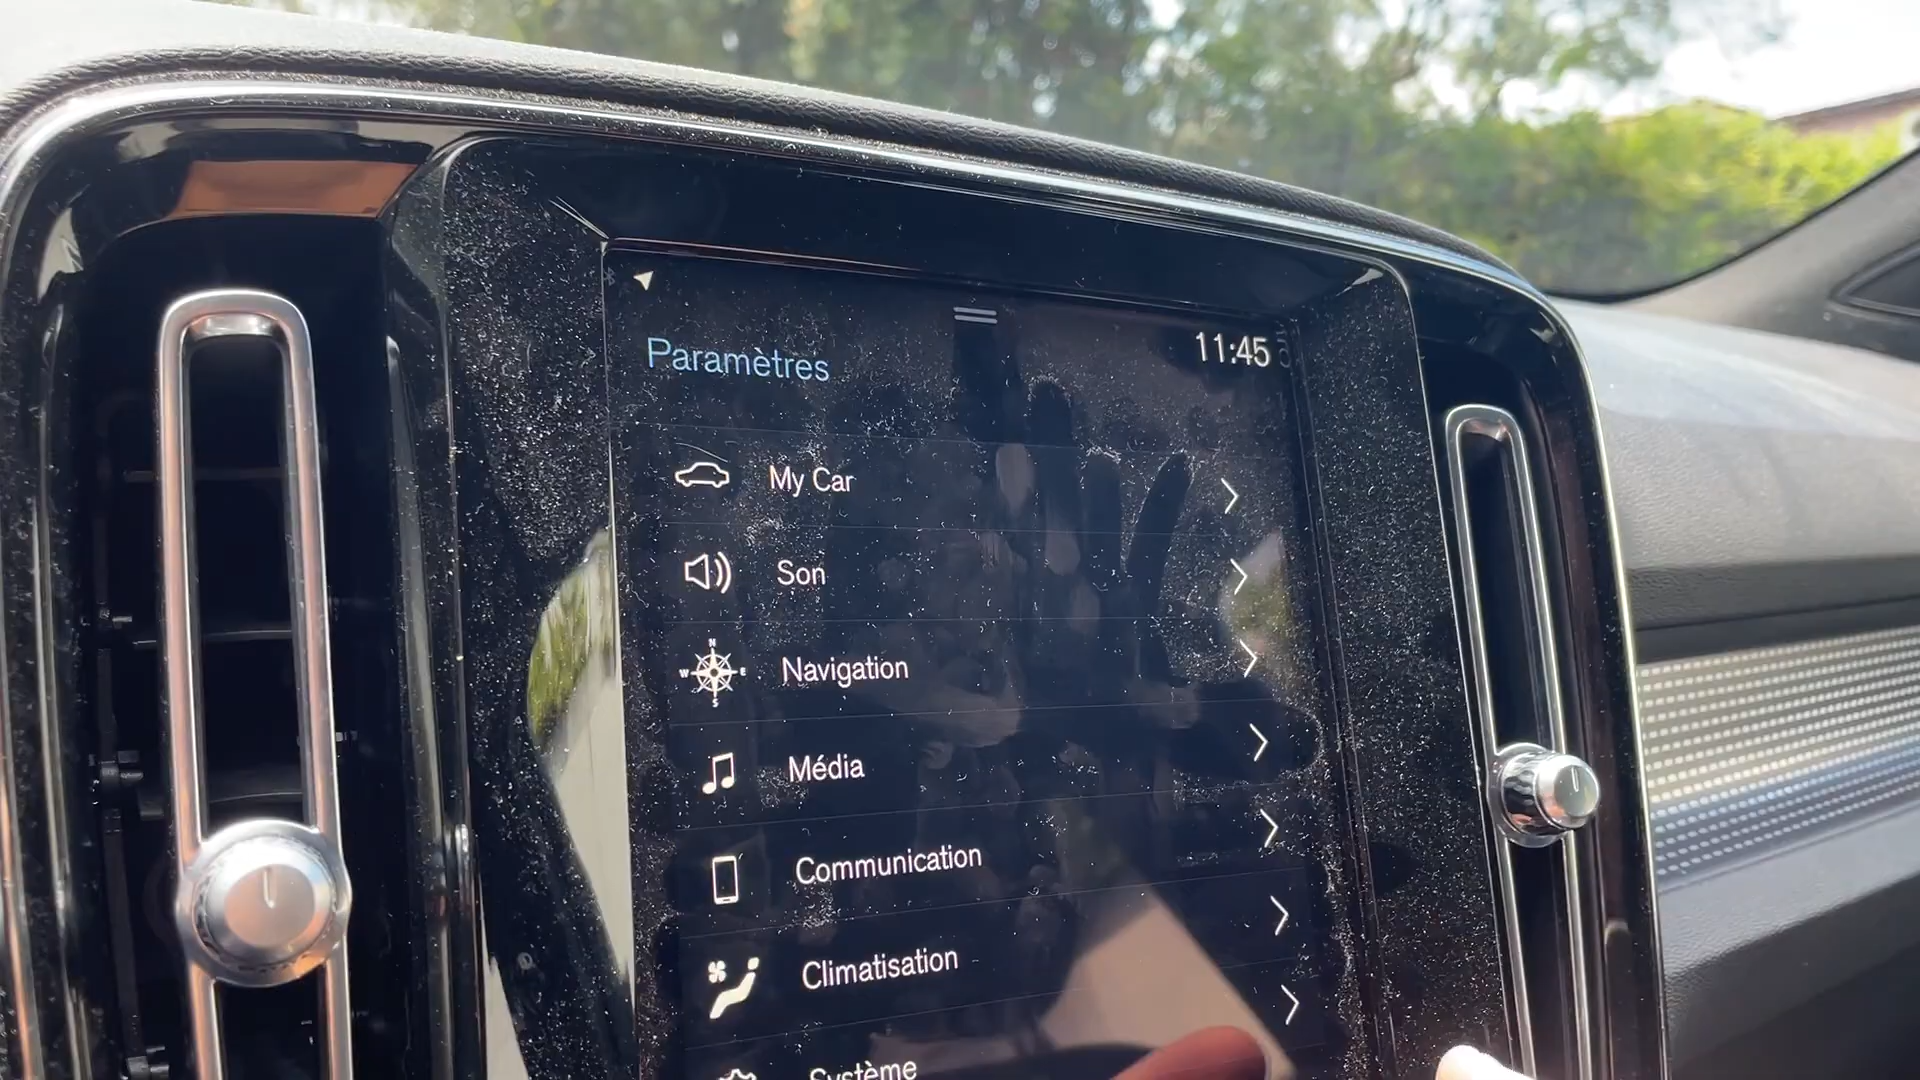 Paramètres
11:45
My Car
Son
N
W E
S
Navigation
Média
Communication
Climatisation
Système